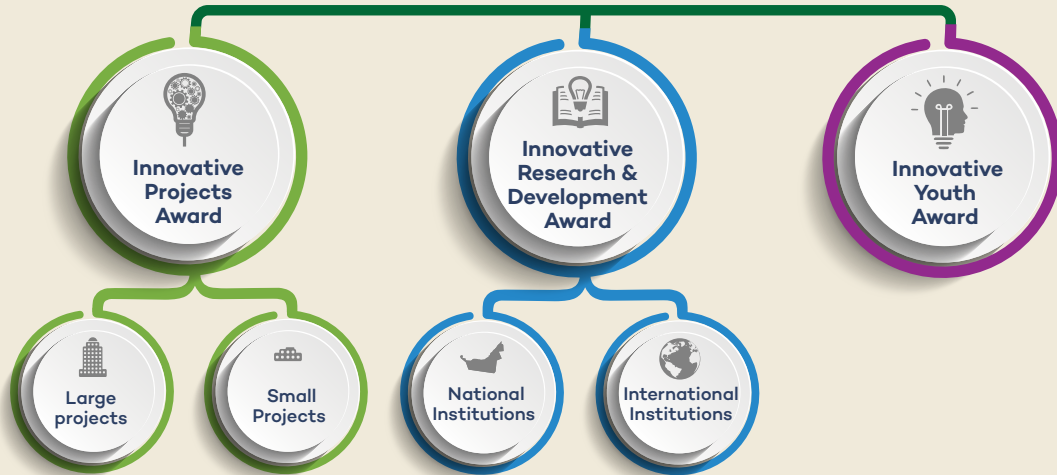 Innovative
Projects
Award
Innovative
Research &
Development
Award
Innovative
Youth
Award
Large
projects
Small
Projects
National
Institutions
International
Institutions